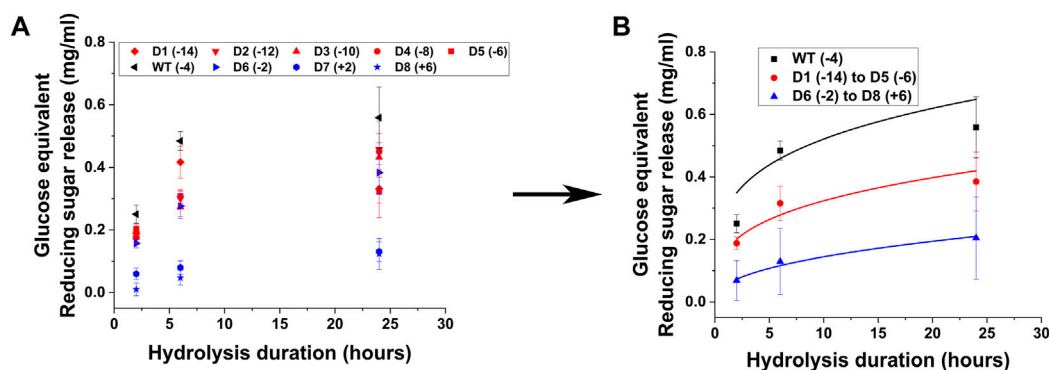 A
Glucose equivalent
Reducing sugar release (mg/ml)
0.8
0.6
0.4
0.2
0.0
D1 (-14) D2 (-12) D3 (-10) D4 (-8) D5 (-6)
WT (-4) D6 (-2) D7 (+2) D8 (+6)
0 5 10 15 20 25 30
Hydrolysis duration (hours)
B
Glucose equivalent
Reducing sugar release (mg/ml)
0.8
0.6
0.4
0.2
0.0
WT (-4)
D1 (-14) to D5 (-6)
D6 (-2) to D8 (+6)
0 5 10 15 20 25 30
Hydrolysis duration (hours)